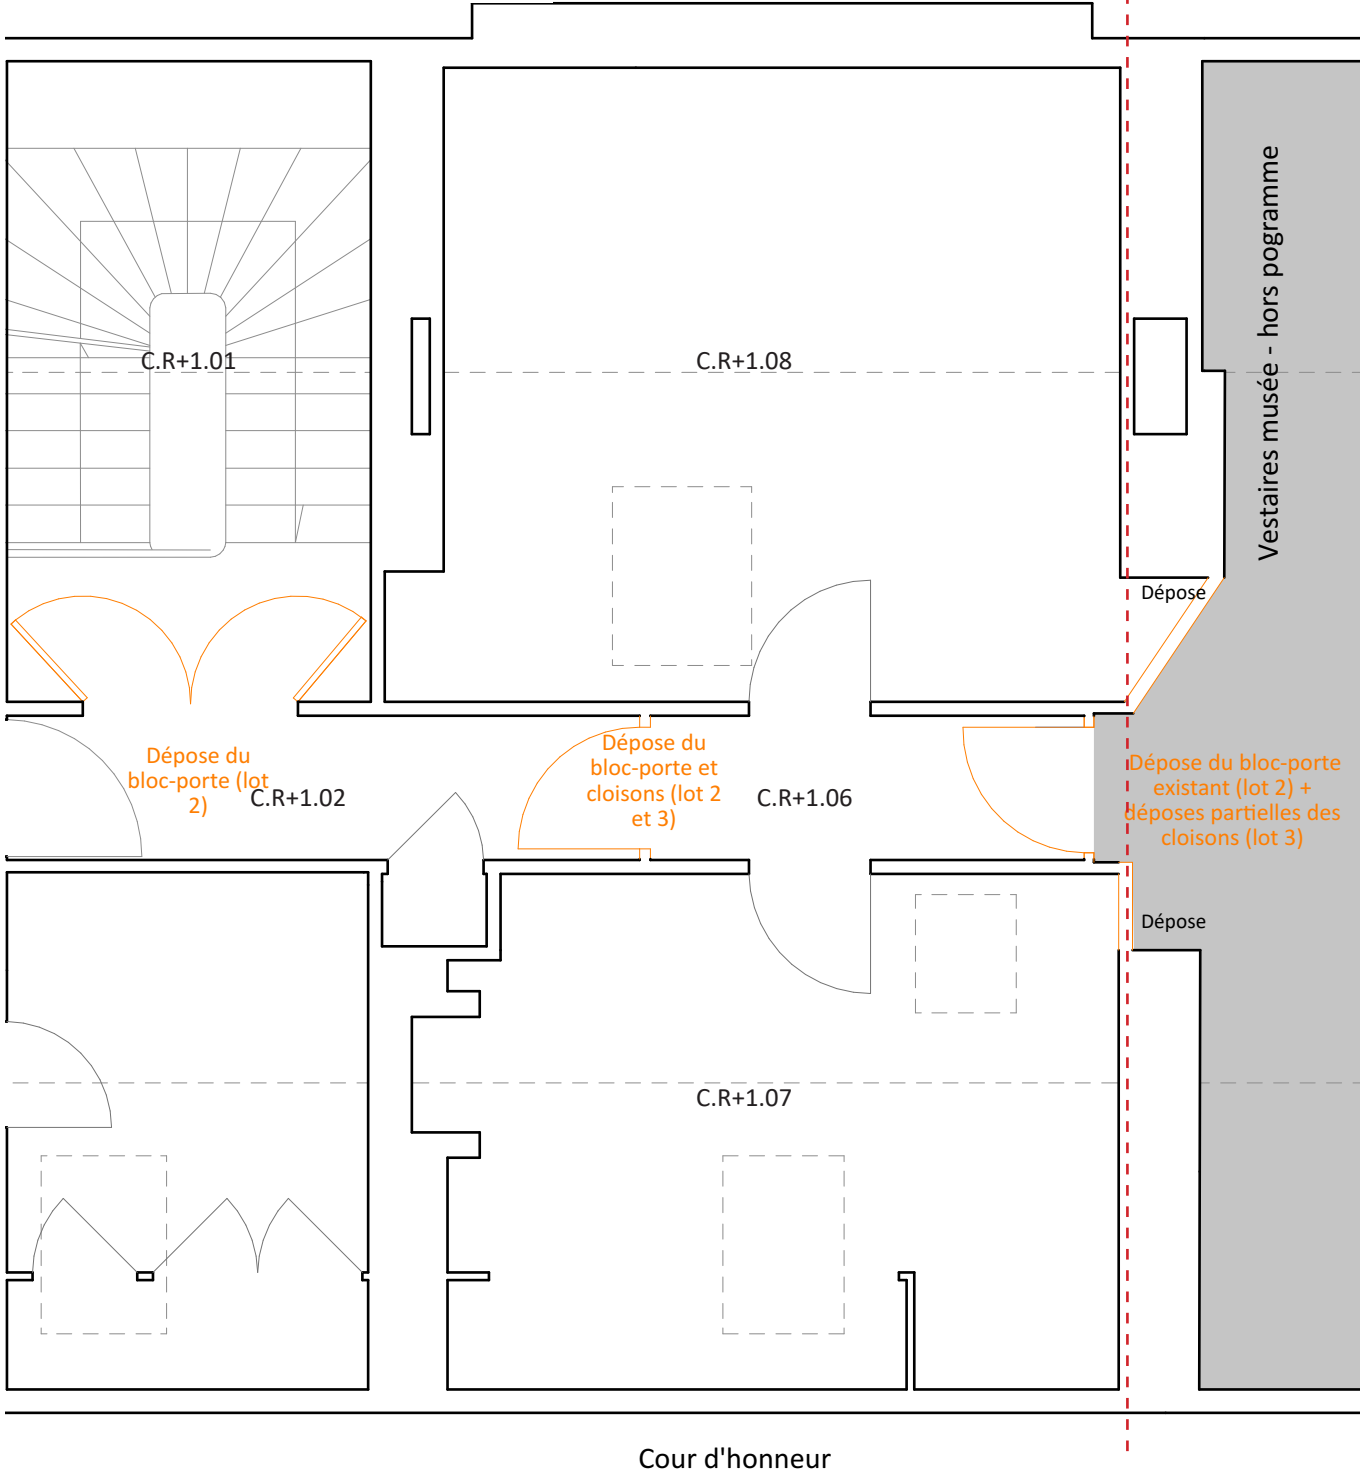 Vestaires musée - hors pogramme
C.R+1.01
C.R+1.08
Dépose
Dépose du
bloc-porte (lot
2)
C.R+1.02
Dépose du
bloc-porte et
cloisons (lot 2
et 3)
C.R+1.06
Dépose du bloc-porte
existant (lot 2) +
déposes partielles des
cloisons (lot 3)
Dépose
C.R+1.07
Cour d'honneur